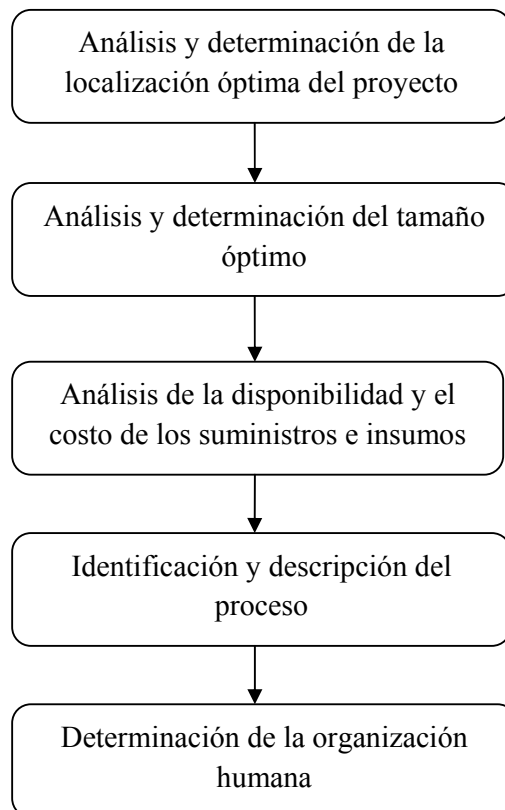 Análisis y determinación de la
localización óptima del proyecto
Análisis y determinación del tamaño
óptimo
Análisis de la disponibilidad y el
costo de los suministros e insumos
Identificación y descripción del
proceso
Determinación de la organización
humana